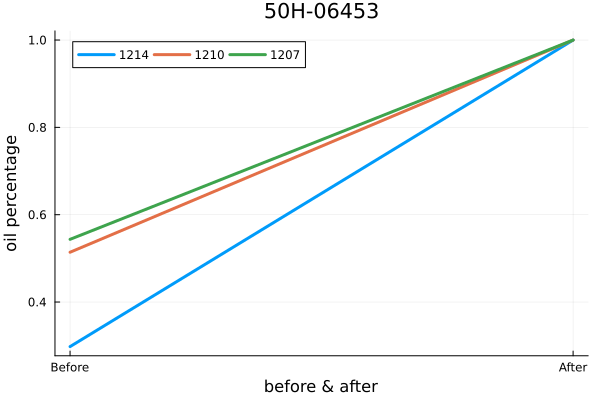 50H-06453
1214 1210 1207
oil percentage
1.0
0.8
0.6
0.4
Before After
before & after